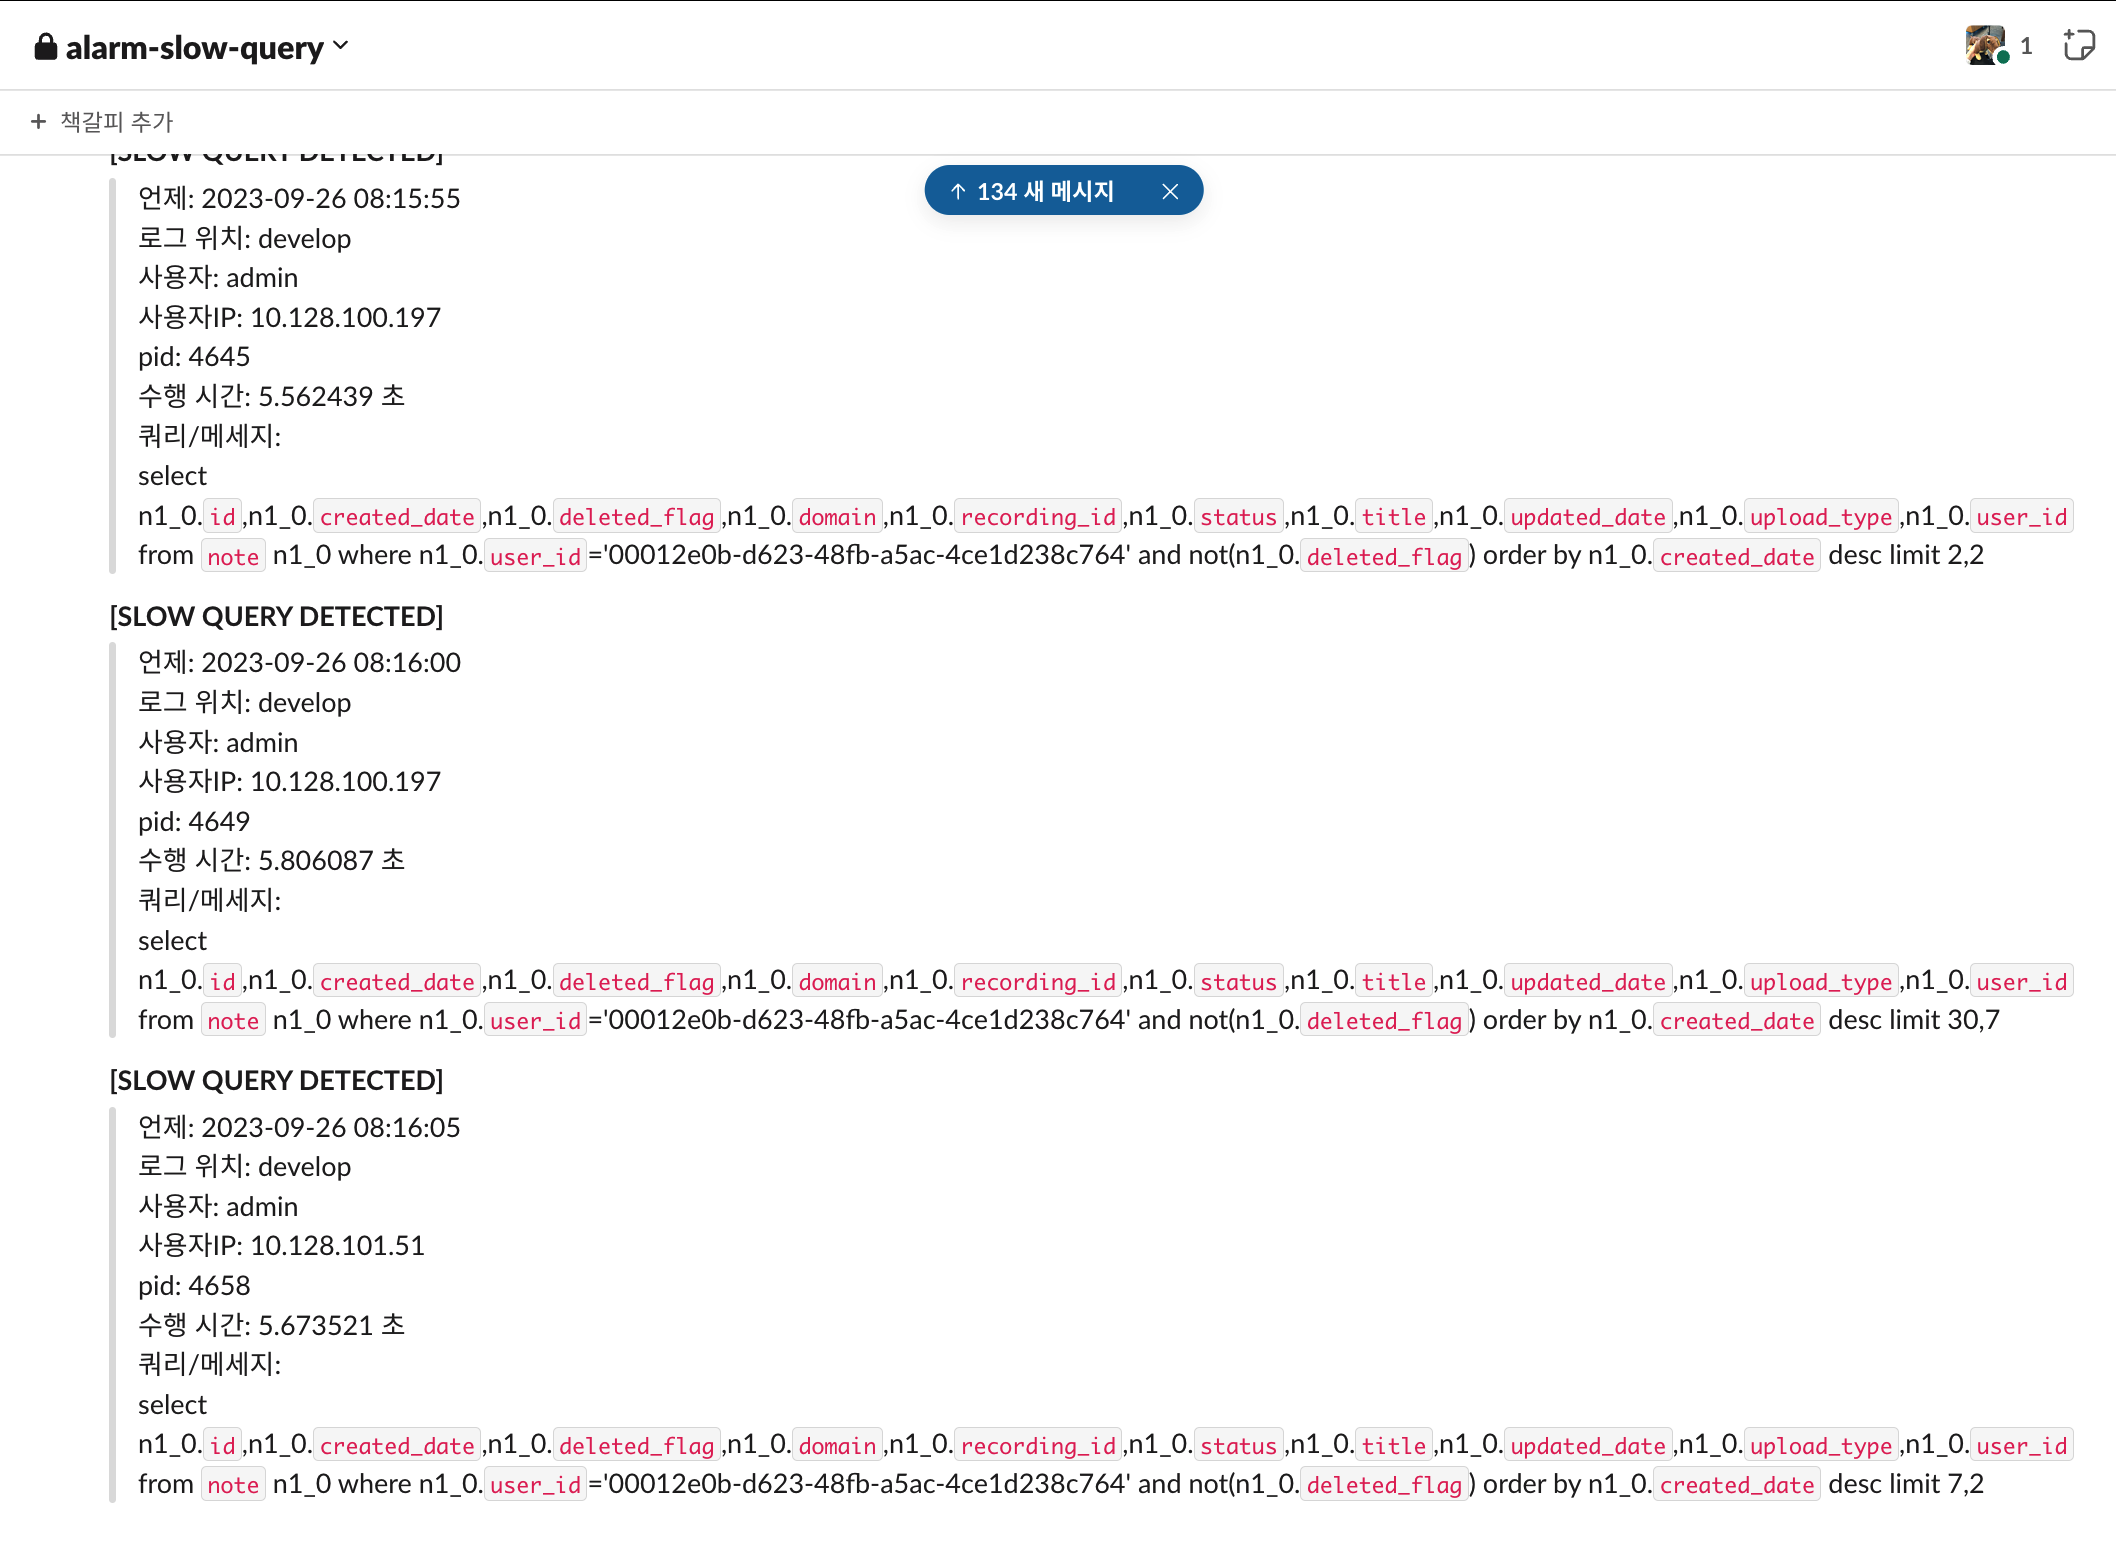 alarm-slow-query
1
+ 책갈피 추가
[SLOW QUERY DETECTED]
↑ 134 새 메시지 ×
언제: 2023-09-26 08:15:55
로그 위치: develop
사용자: admin
사용자IP: 10.128.100.197
pid: 4645
수행 시간: 5.562439 초
쿼리/메세지:
select
n1_0.id,n1_0.created_date,n1_0.deleted_flag,n1_0.domain,n1_0.recording_id,n1_0.status,n1_0.title,n1_0.updated_date,n1_0.upload_type,n1_0.user_id
from note n1_0 where n1_0.user_id='00012e0b-d623-48fb-a5ac-4ce1d238c764' and not(n1_0.deleted_flag) order by n1_0.created_date desc limit 2,2
[SLOW QUERY DETECTED]
언제: 2023-09-26 08:16:00
로그 위치: develop
사용자: admin
사용자IP: 10.128.100.197
pid: 4649
수행 시간: 5.806087 초
쿼리/메세지:
select
n1_0.id,n1_0.created_date,n1_0.deleted_flag,n1_0.domain,n1_0.recording_id,n1_0.status,n1_0.title,n1_0.updated_date,n1_0.upload_type,n1_0.user_id
from note n1_0 where n1_0.user_id='00012e0b-d623-48fb-a5ac-4ce1d238c764' and not(n1_0.deleted_flag) order by n1_0.created_date desc limit 30,7
[SLOW QUERY DETECTED]
언제: 2023-09-26 08:16:05
로그 위치: develop
사용자: admin
사용자IP: 10.128.101.51
pid: 4658
수행 시간: 5.673521 초
쿼리/메세지:
select
n1_0.id,n1_0.created_date,n1_0.deleted_flag,n1_0.domain,n1_0.recording_id,n1_0.status,n1_0.title,n1_0.updated_date,n1_0.upload_type,n1_0.user_id
from note n1_0 where n1_0.user_id='00012e0b-d623-48fb-a5ac-4ce1d238c764' and not(n1_0.deleted_flag) order by n1_0.created_date desc limit 7,2